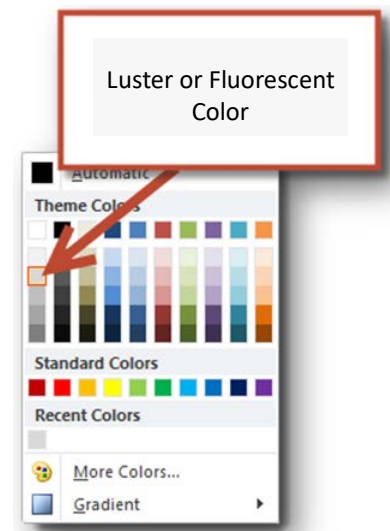 Luster or Fluorescent
Color
Automatic
Theme Colors
Standard Colors
Recent Colors
More Colors...
Gradient